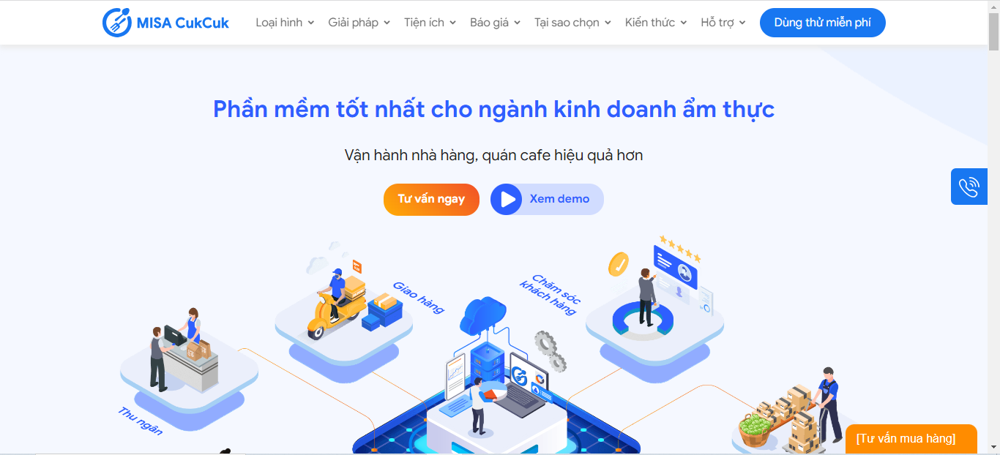 MISA CukCuk
Loại hình
Giải pháp
Tiện ích
Báo giá
Tại sao chọn
Kiến thức
Hỗ trợ
Dùng thử miễn phí
Phần mềm tốt nhất cho ngành kinh doanh ẩm thực
Vận hành nhà hàng, quán cafe hiệu quả hơn
Tư vấn ngay
Xem demo
Giao hàng
Chăm sóc
khách hàng
Thu ngân
[Tư vấn mua hàng]